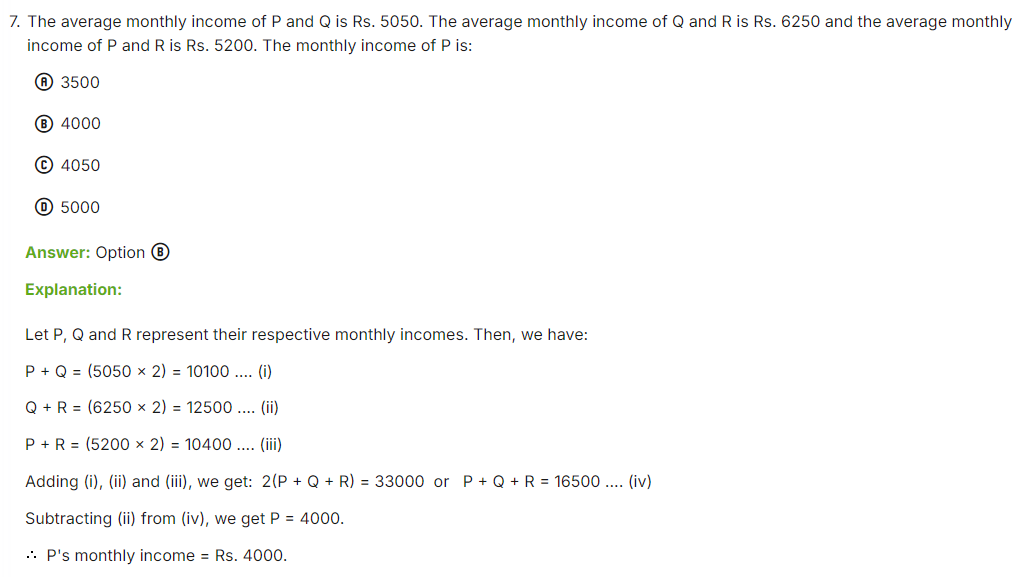 7. The average monthly income of P and Q is Rs. 5050. The average monthly income of Q and R is Rs. 6250 and the average monthly
income of P and R is Rs. 5200. The monthly income of P is:
Ⓐ 3500
Ⓑ 4000
Ⓒ 4050
Ⓓ 5000
Answer: Option Ⓑ
Explanation:
Let P, Q and R represent their respective monthly incomes. Then, we have:
P + Q = (5050 × 2) = 10100 .... (i)
Q + R = (6250 × 2) = 12500 .... (ii)
P + R = (5200 × 2) = 10400 .... (iii)
Adding (i), (ii) and (iii), we get: 2(P + Q + R) = 33000 or P + Q + R = 16500 .... (iv)
Subtracting (ii) from (iv), we get P = 4000.
∴ P's monthly income = Rs. 4000.